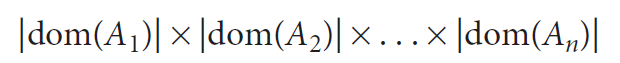 |dom(A₁)| × |dom(A₂)| × . . . × |dom(Aₙ)|